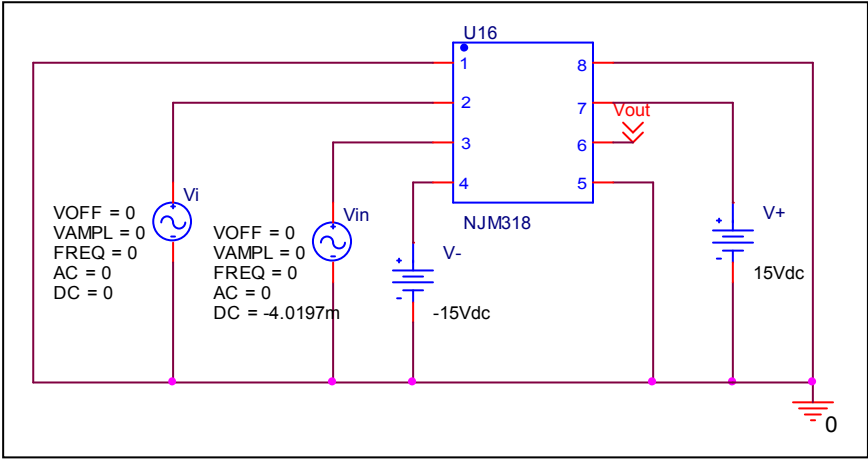 U16
1
2
3
4
8
7
6
5
NJM318
Vout
Vi
VOFF = 0
VAMPL = 0
FREQ = 0
AC = 0
DC = 0
Vin
VOFF = 0
VAMPL = 0
FREQ = 0
AC = 0
DC = -4.0197m
V-
-15Vdc
V+
15Vdc
0